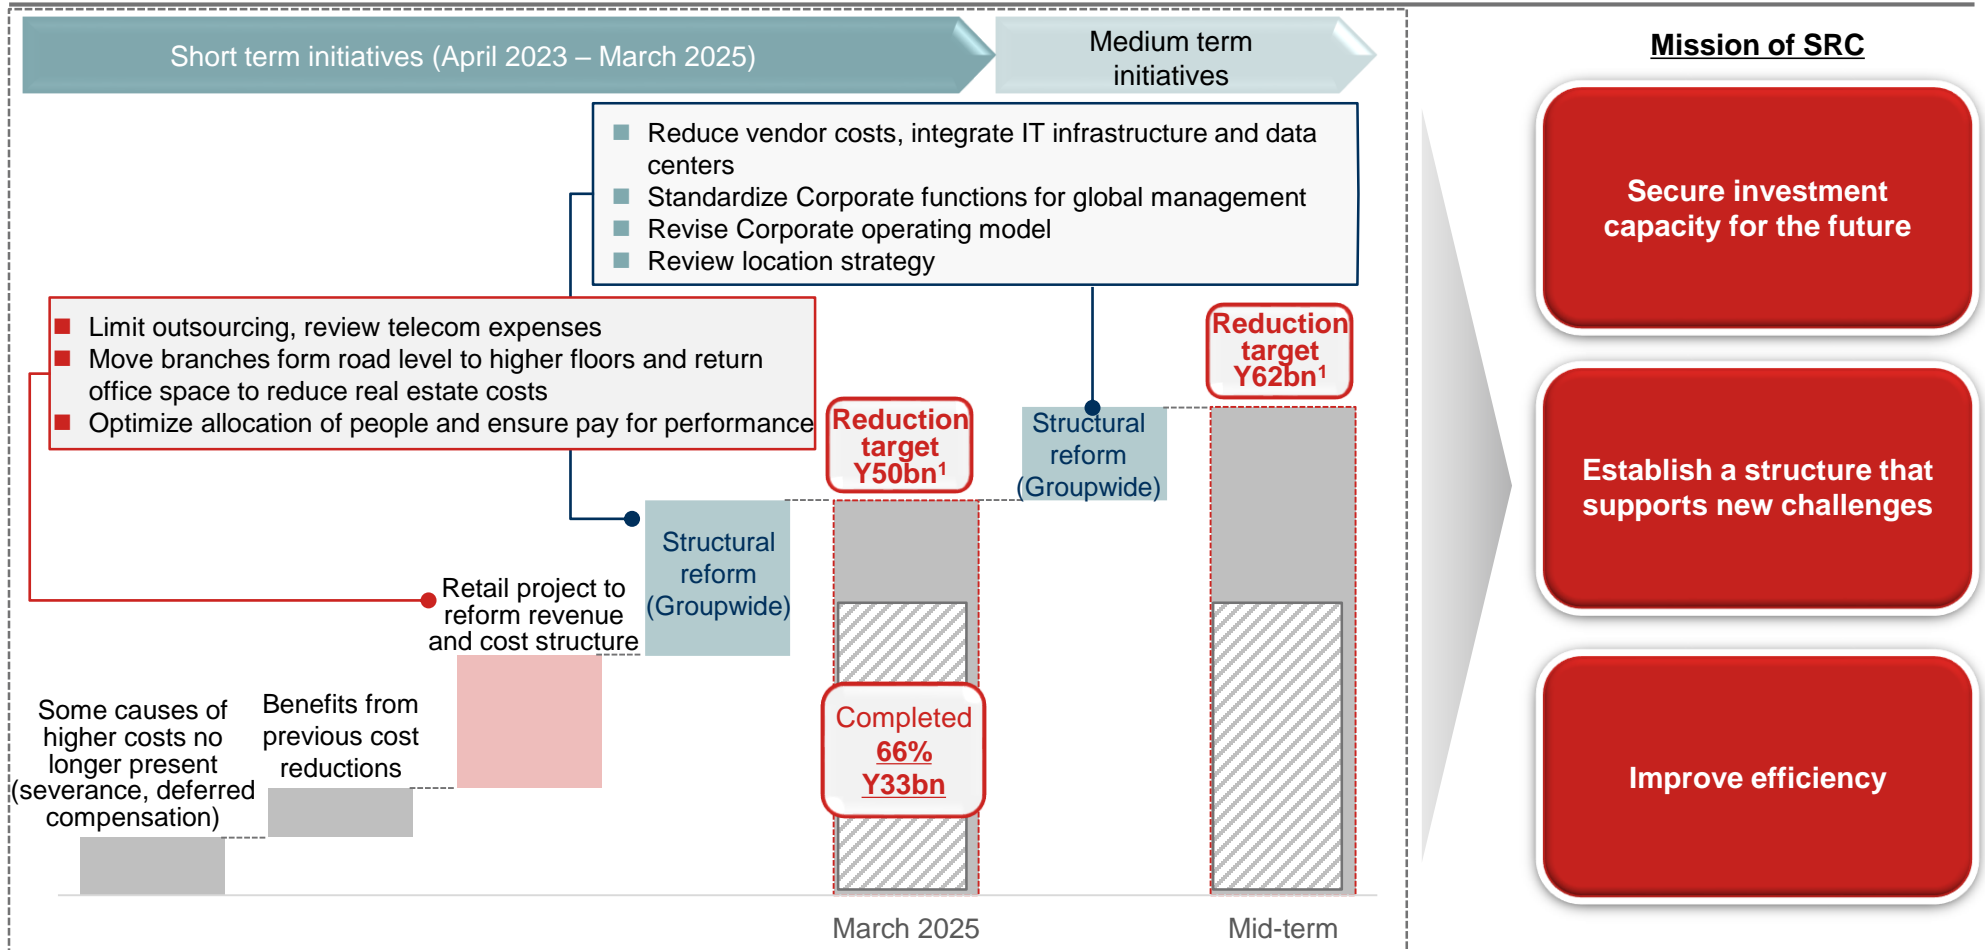 Short term initiatives (April 2023 – March 2025)
Medium term
initiatives
Mission of SRC
Reduce vendor costs, integrate IT infrastructure and data
centers
Standardize Corporate functions for global management
Revise Corporate operating model
Review location strategy
Limit outsourcing, review telecom expenses
Move branches form road level to higher floors and return
office space to reduce real estate costs
Optimize allocation of people and ensure pay for performance
Some causes of
higher costs no
longer present
(severance, deferred
compensation)
Benefits from
previous cost
reductions
Retail project to
reform revenue
and cost structure
Structural
reform
(Groupwide)
Reduction
target
Y50bn¹
Completed
66%
Y33bn
March 2025
Structural
reform
(Groupwide)
Reduction
target
Y62bn¹
Mid-term
Secure investment
capacity for the future
Establish a structure that
supports new challenges
Improve efficiency